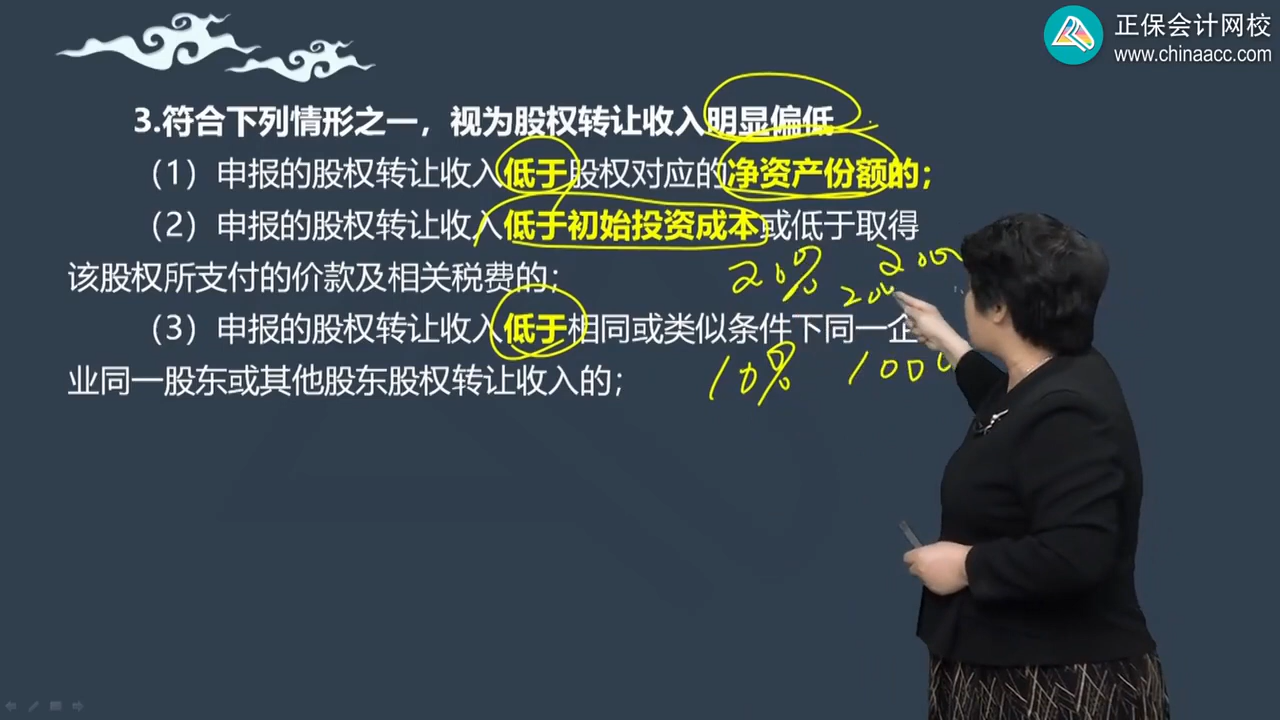 正保会计网校
www.chinaacc.com
3.符合下列情形之一，视为股权转让收入明显偏低
（1）申报的股权转让收入低于股权对应的净资产份额的；
（2）申报的股权转让收入低于初始投资成本或低于取得
该股权所支付的价款及相关税费的；
（3）申报的股权转让收入低于相同或类似条件下同一企
业同一股东或其他股东股权转让收入的；
20%
10%